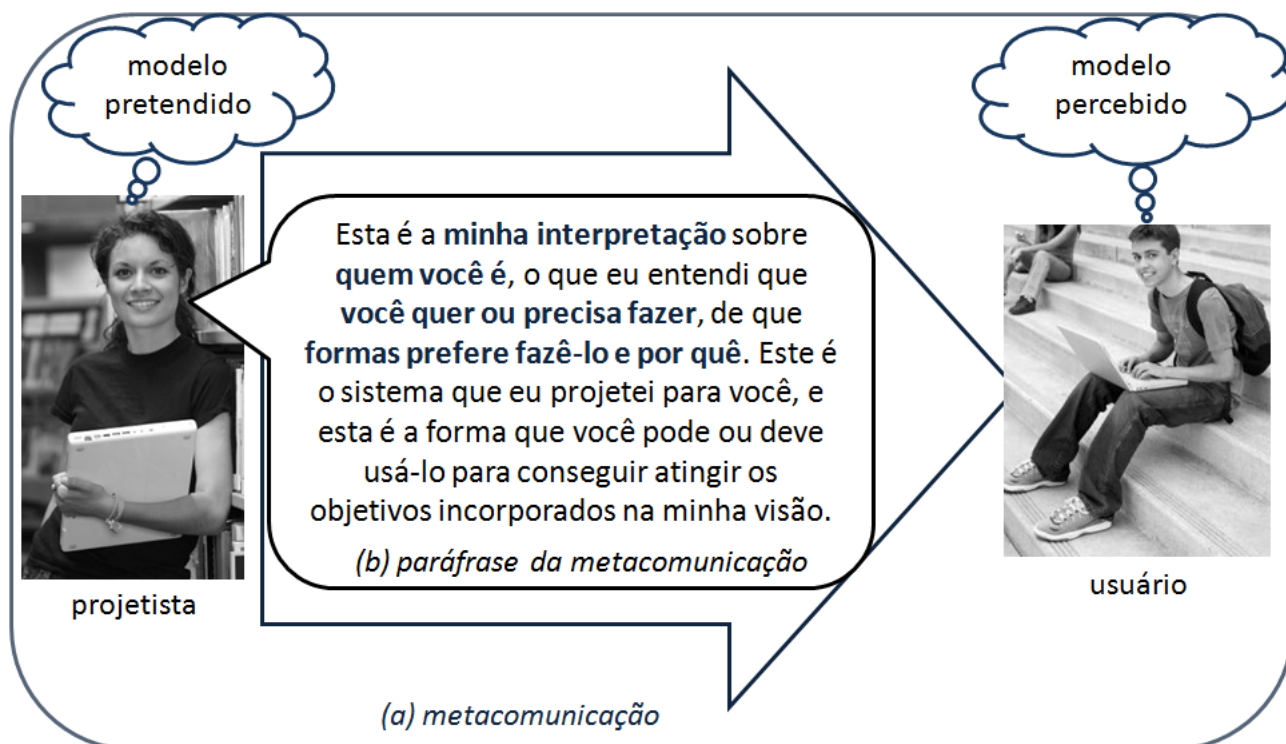 modelo
pretendido
modelo
percebido
Esta é a minha interpretação sobre
quem você é, o que eu entendi que
você quer ou precisa fazer, de que
formas prefere fazê-lo e por quê. Este é
o sistema que eu projetei para você, e
esta é a forma que você pode ou deve
usá-lo para conseguir atingir os
objetivos incorporados na minha visão.
(b) paráfrase da metacomunicação
projetista
usuário
(a) metacomunicação